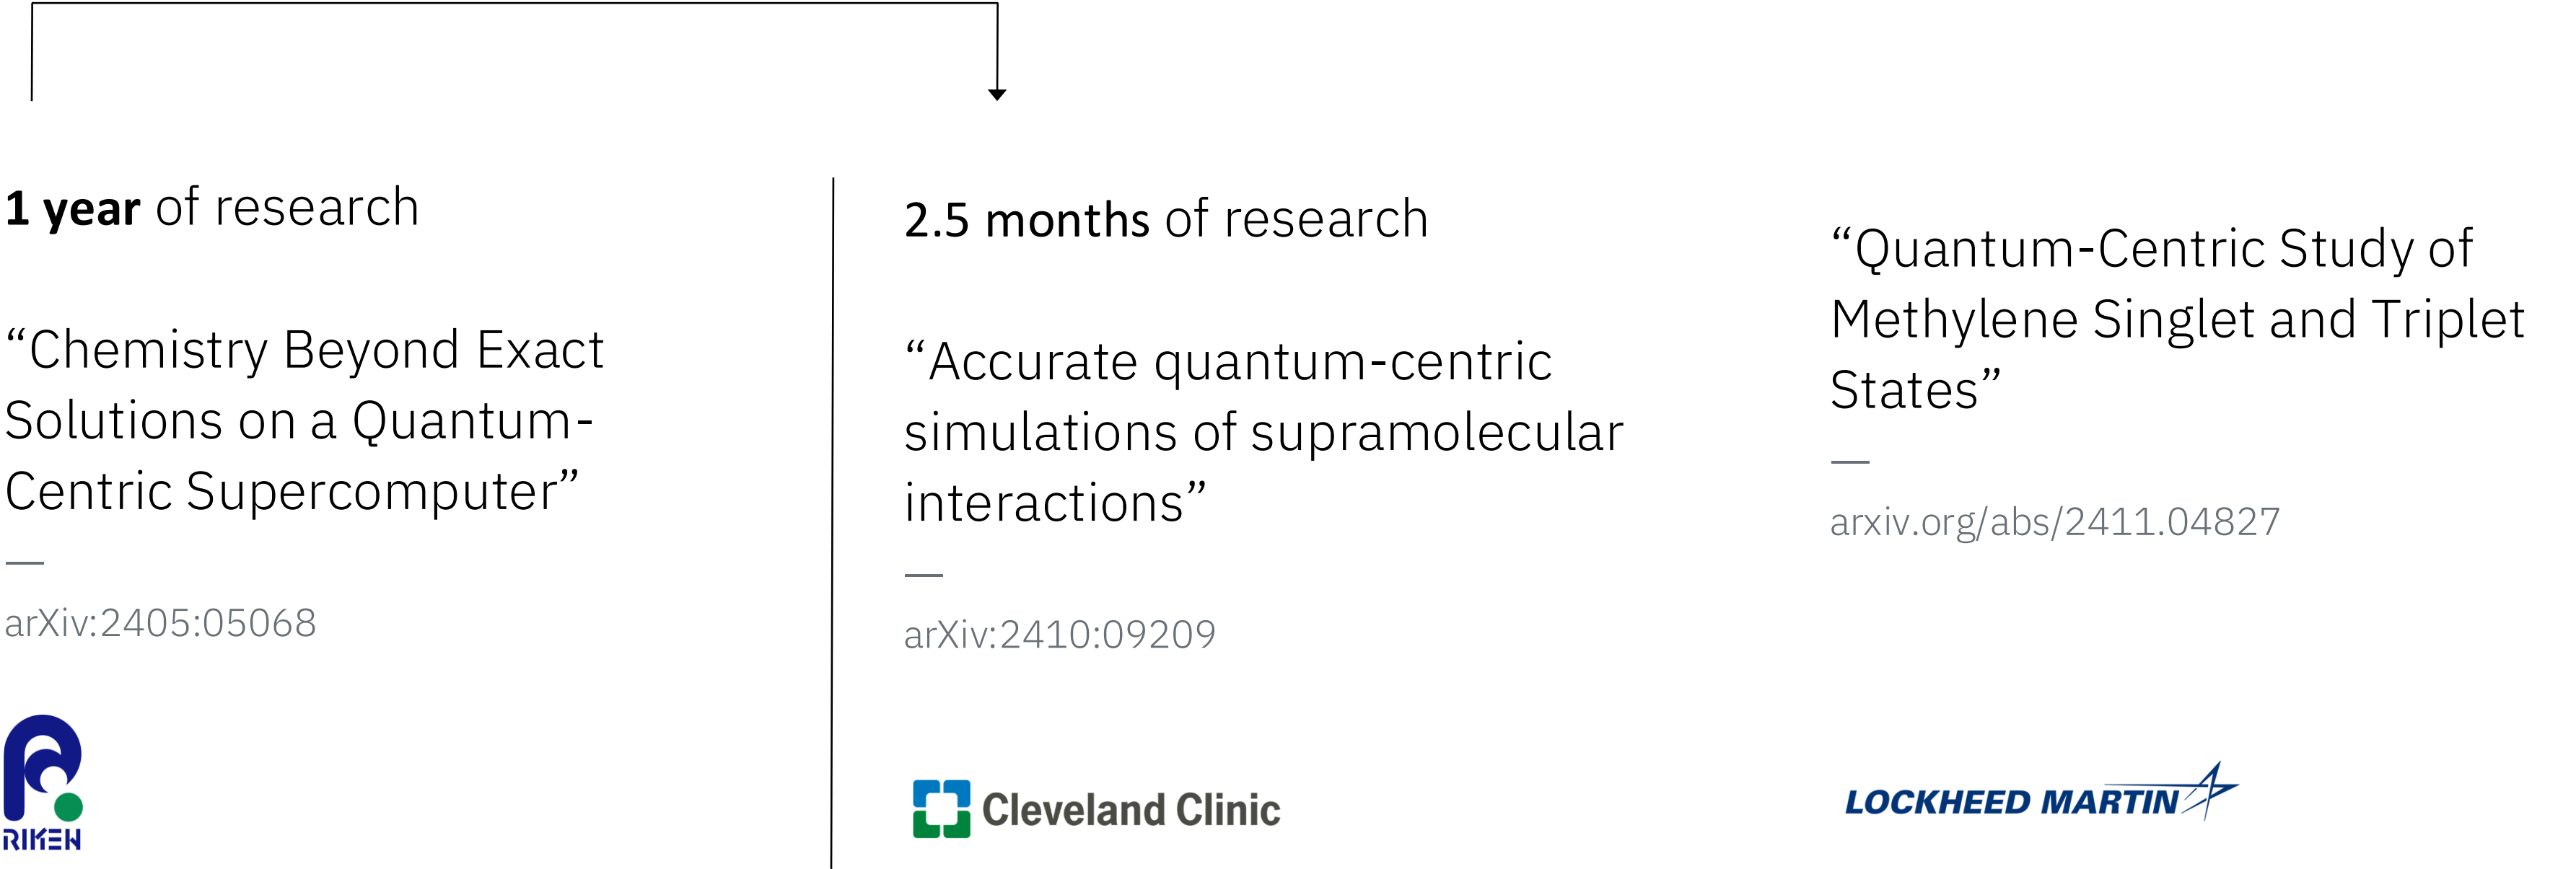 1 year of research
“Chemistry Beyond Exact
Solutions on a Quantum-
Centric Supercomputer”
—
arXiv:2405:05068
RIKEN
2.5 months of research
“Accurate quantum-centric
simulations of supramolecular
interactions”
—
arXiv:2410:09209
Cleveland Clinic
“Quantum-Centric Study of
Methylene Singlet and Triplet
States”
—
arxiv.org/abs/2411.04827
LOCKHEED MARTIN